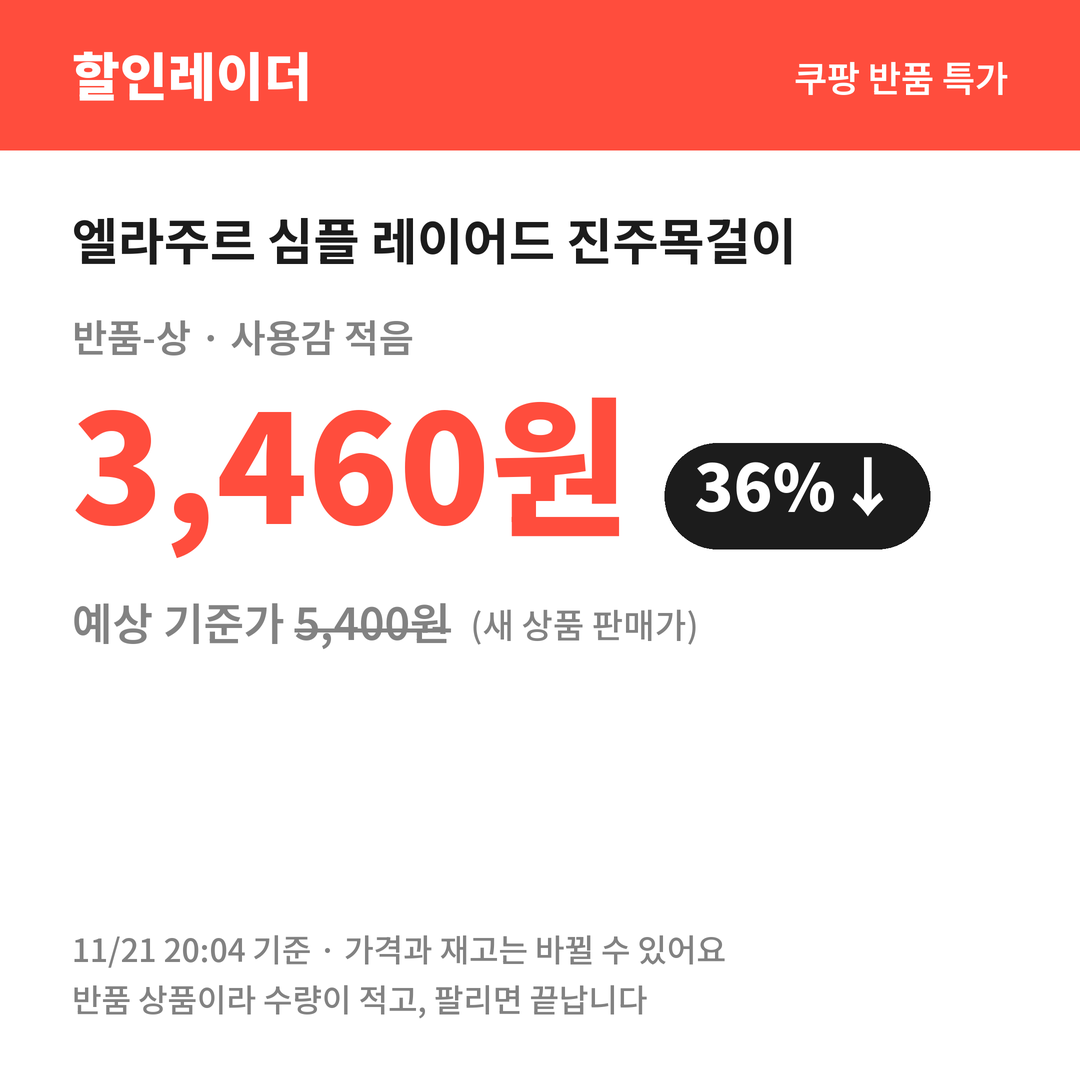 할인레이더
쿠팡 반품 특가
엘라주르 심플 레이어드 진주목걸이
반품-상 · 사용감 적음
3,460원 36%↓
예상 기준가 5,400원 (새 상품 판매가)
11/21 20:04 기준 · 가격과 재고는 바뀔 수 있어요
반품 상품이라 수량이 적고, 팔리면 끝납니다